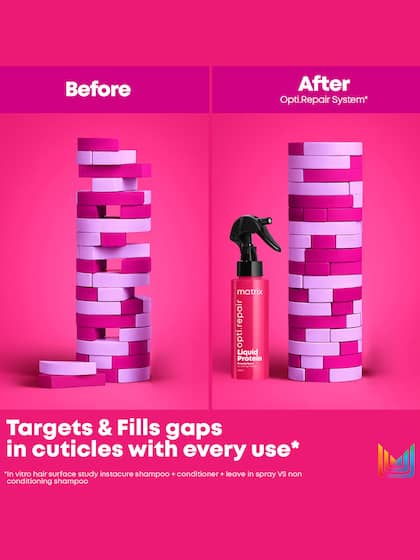 Before
After
Opti.Repair System*
matrix
opti.repair
Liquid
Protein
Targets & Fills gaps
in cuticles with every use*
*In vitro hair surface study instacure shampoo + conditioner + leave in spray VS non
conditioning shampoo